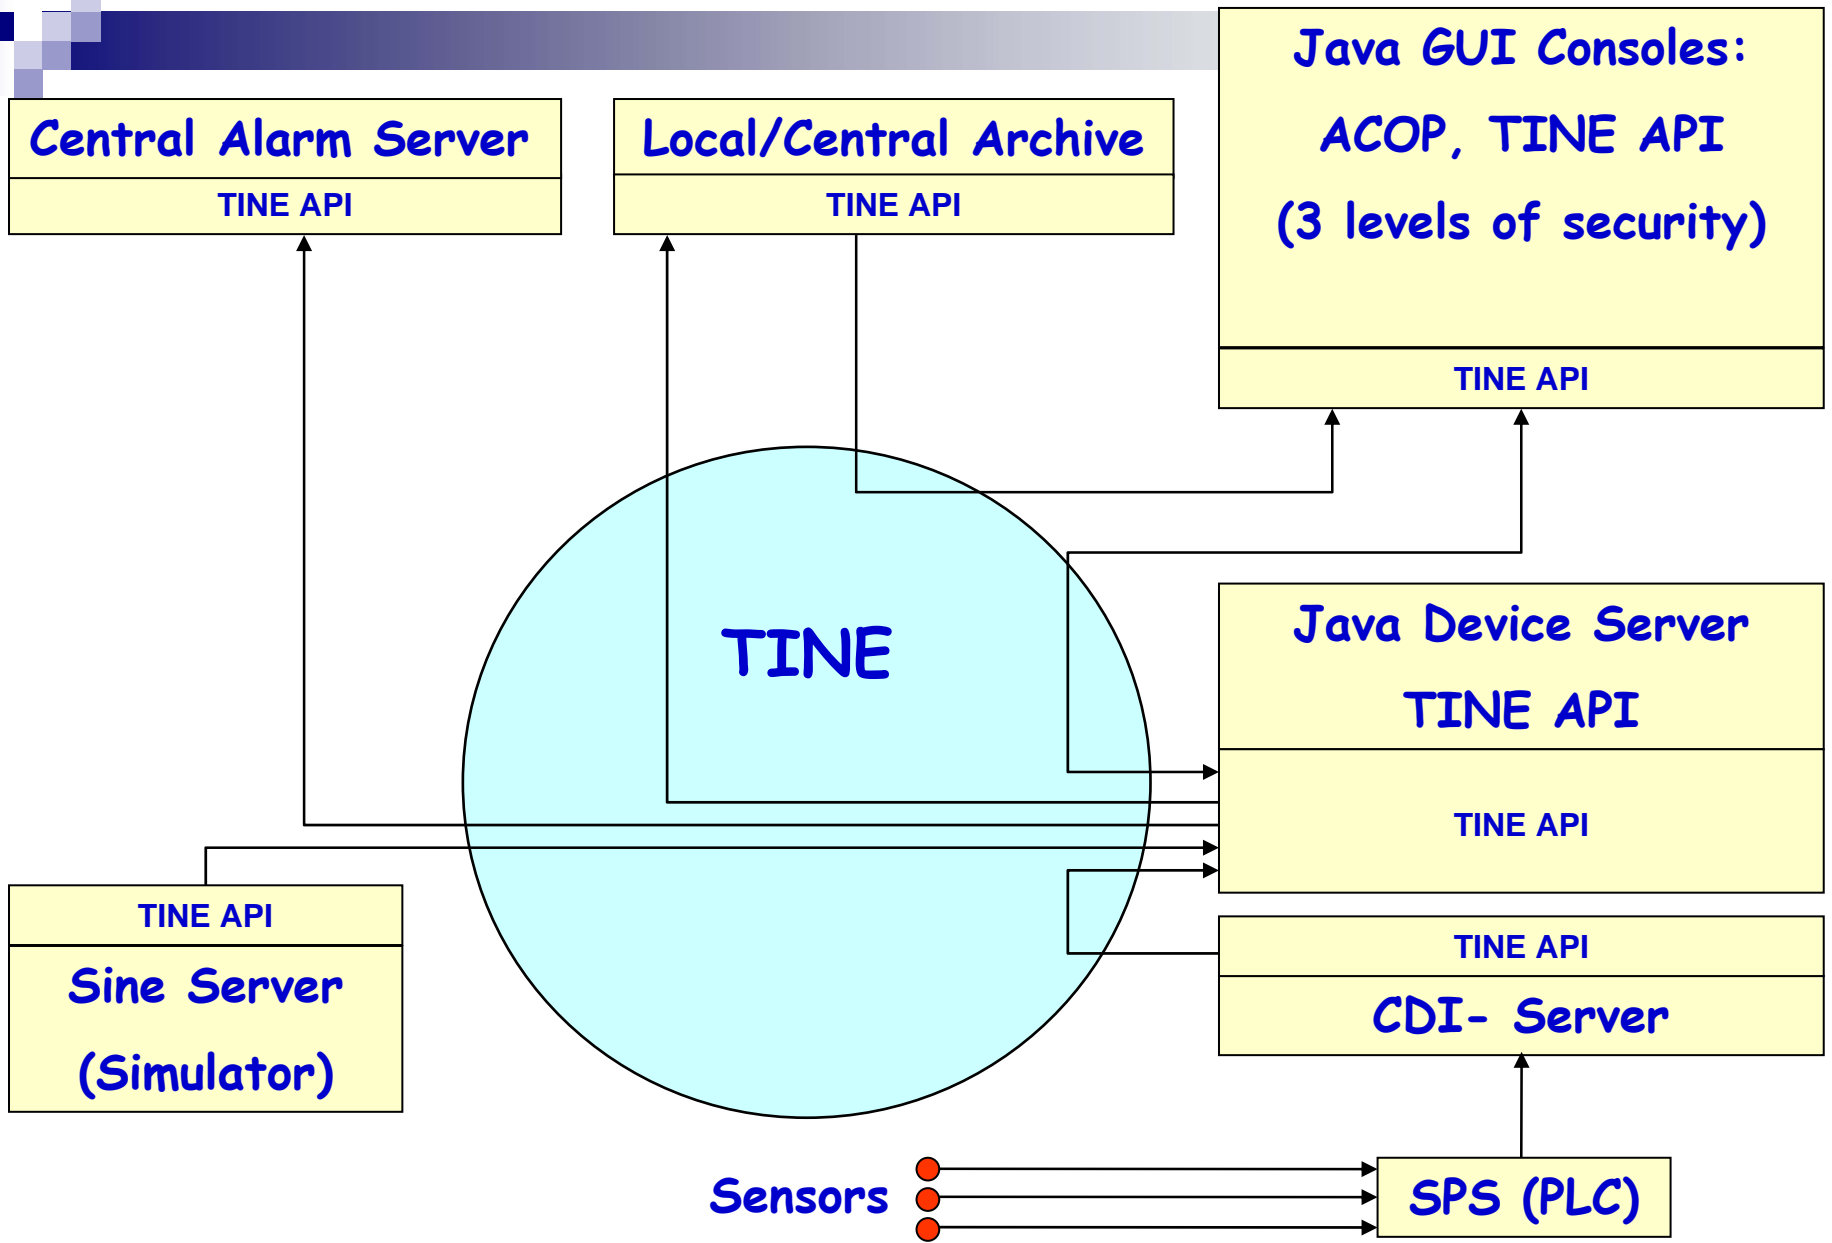 Central Alarm Server
TINE API
Local/Central Archive
TINE API
Java GUI Consoles:
ACOP, TINE API
(3 levels of security)
TINE API
TINE
Java Device Server
TINE API
TINE API
TINE API
Sine Server
(Simulator)
TINE API
CDI- Server
Sensors
SPS (PLC)